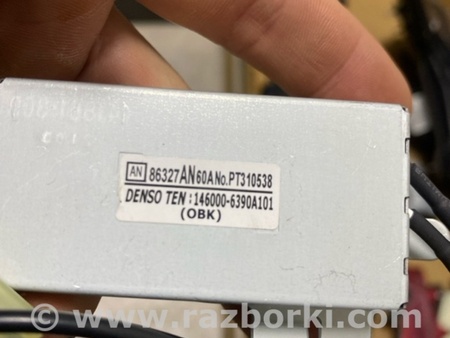 AN 86327AN60A No.PT310538
DENSO TEN : 146000-6390A101
(OBK)
www.razborki.com